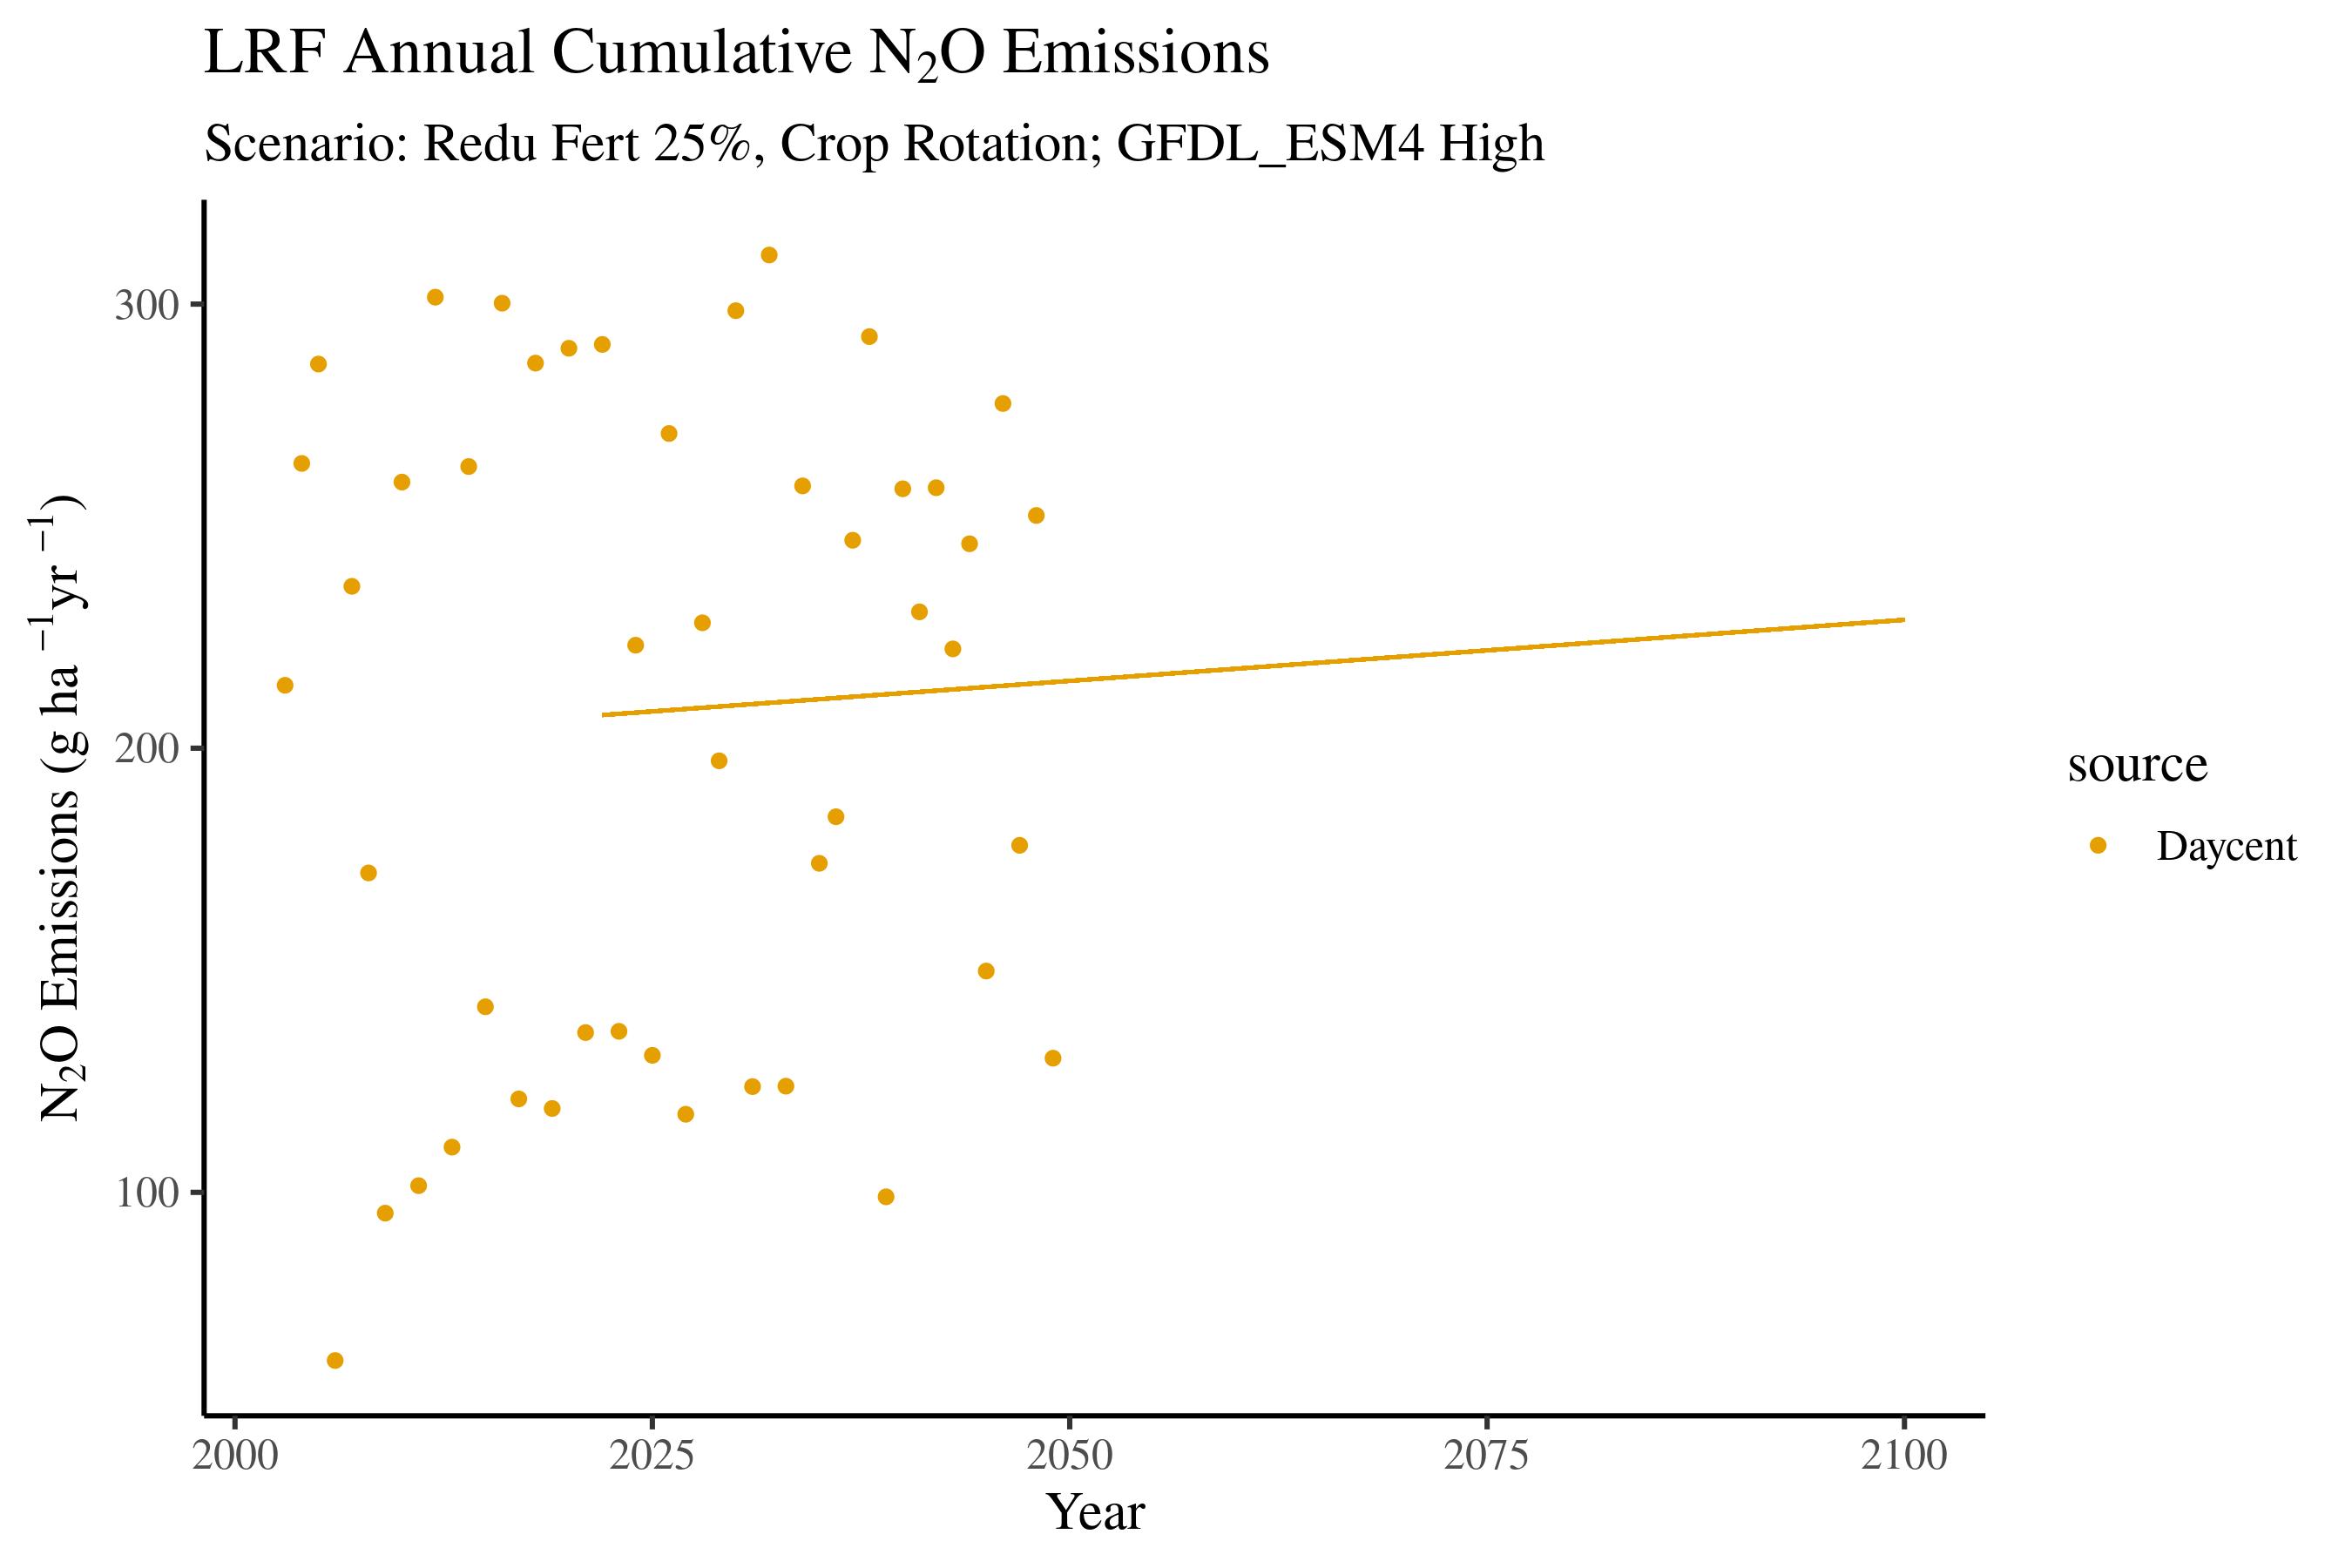 LRF Annual Cumulative N₂O Emissions
Scenario: Redu Fert 25%, Crop Rotation; GFDL_ESM4 High
N₂O Emissions (g ha⁻¹yr⁻¹)
300
200
100
2000 2025 2050 2075 2100
Year
source
Daycent